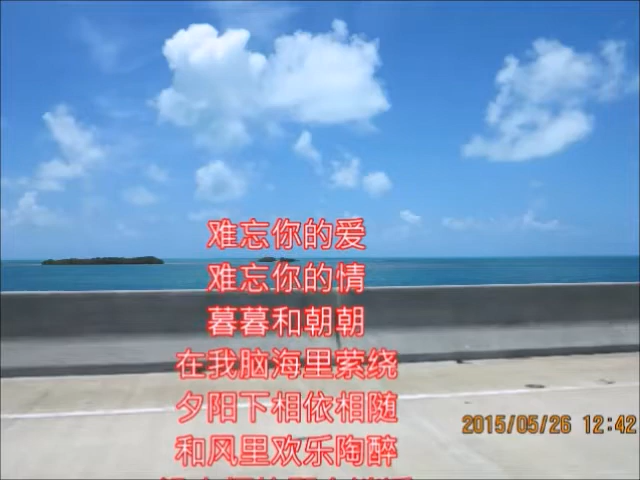 难忘你的爱
难忘你的情
暮暮和朝朝
在我脑海里萦绕
夕阳下相依相随
和风里欢乐陶醉
2015/05/26 12:42